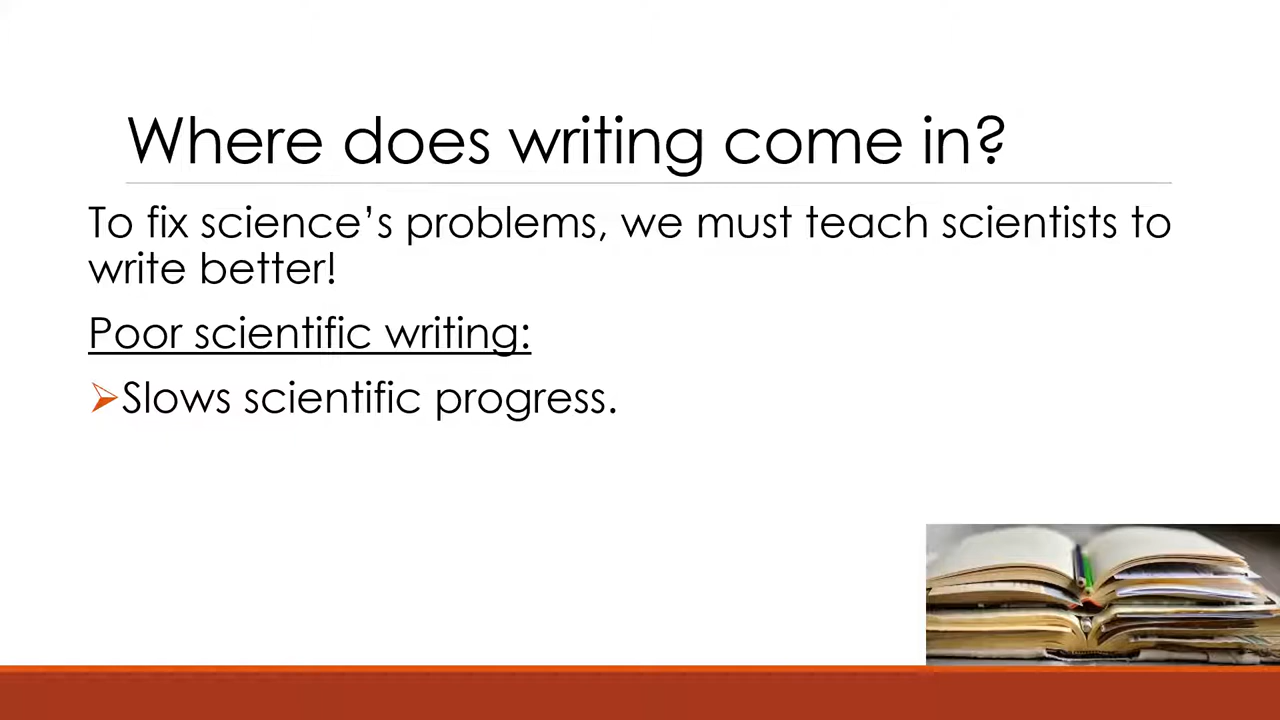 Where does writing come in?
To fix science’s problems, we must teach scientists to
write better!
Poor scientific writing:
Slows scientific progress.